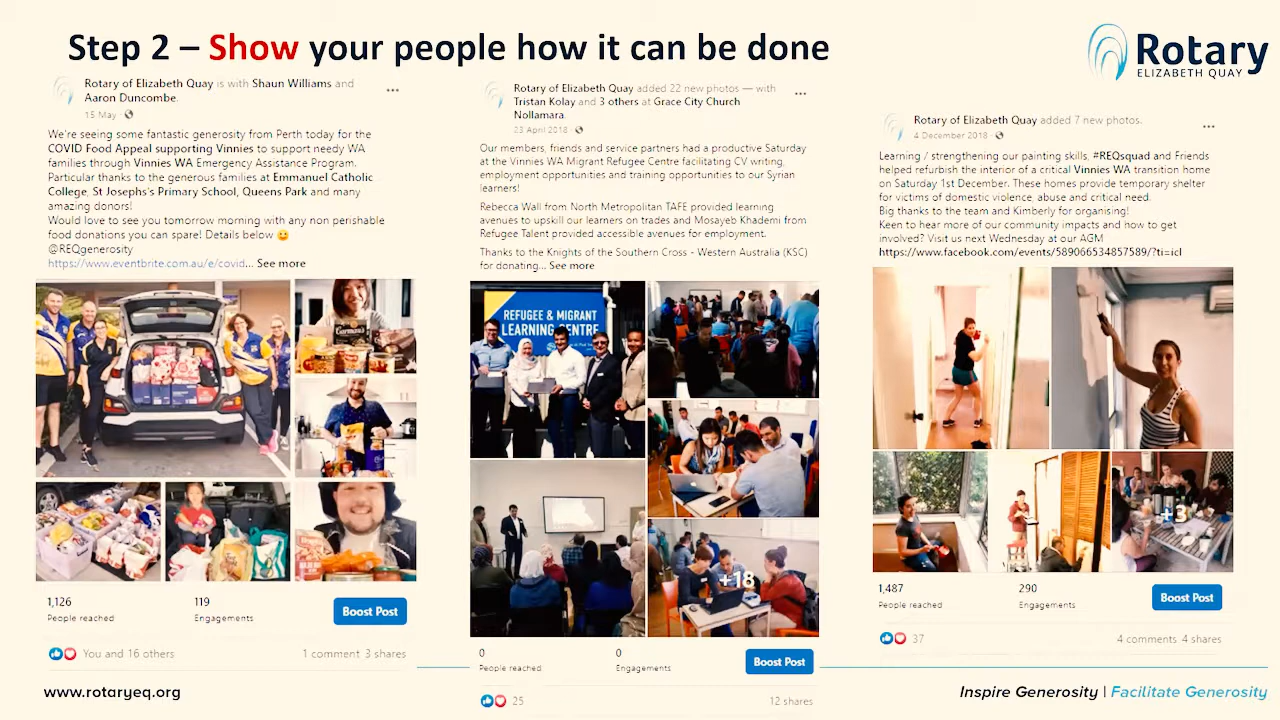 Step 2 – Show your people how it can be done
Rotary
ELIZABETH QUAY
Rotary of Elizabeth Quay is with Shaun Williams and
Aaron Duncombe.
15 May ·
We're seeing some fantastic generosity from Perth today for the
COVID Food Appeal supporting Vinnies to support needy WA
families through Vinnies WA Emergency Assistance Program.
Particular thanks to the generous families at Emmanuel Catholic
College, St Josephs's Primary School, Queens Park and many
amazing donors!
Would love to see you tomorrow morning with any non perishable
food donations you can spare! Details below 🙂
@REQgenerosity
https://www.eventbrite.com.au/e/covid... See more
1,126
People reached
119
Engagements
Boost Post
You and 16 others
1 comment 3 shares
Rotary of Elizabeth Quay added 22 new photos — with
Tristan Kolay and 3 others at Grace City Church
Nollamara.
23 April 2018 ·
Our members, friends and service partners had a productive Saturday
at the Vinnies WA Migrant Refugee Centre facilitating CV writing,
employment opportunities and training opportunities to our Syrian
learners!
Rebecca Wall from North Metropolitan TAFE provided learning
avenues to upskill our learners on trades and Mosayeb Khademi from
Refugee Talent provided accessible avenues for employment.
Thanks to the Knights of the Southern Cross - Western Australia (KSC)
for donating... See more
REFUGEE & MIGRANT
LEARNING CENTRE
+18
0
People reached
0
Engagements
Boost Post
25
12 shares
Rotary of Elizabeth Quay added 7 new photos.
4 December 2018 ·
Learning / strengthening our painting skills, #REQsquad and Friends
helped refurbish the interior of a critical Vinnies WA transition home
on Saturday 1st December. These homes provide temporary shelter
for victims of domestic violence, abuse and critical need.
Big thanks to the team and Kimberly for organising!
Keen to hear more of our community impacts and how to get
involved? Visit us next Wednesday at our AGM
https://www.facebook.com/events/589066534857589/?ti=icl
+3
1,487
People reached
290
Engagements
Boost Post
37
4 comments 4 shares
www.rotaryeq.org
Inspire Generosity | Facilitate Generosity